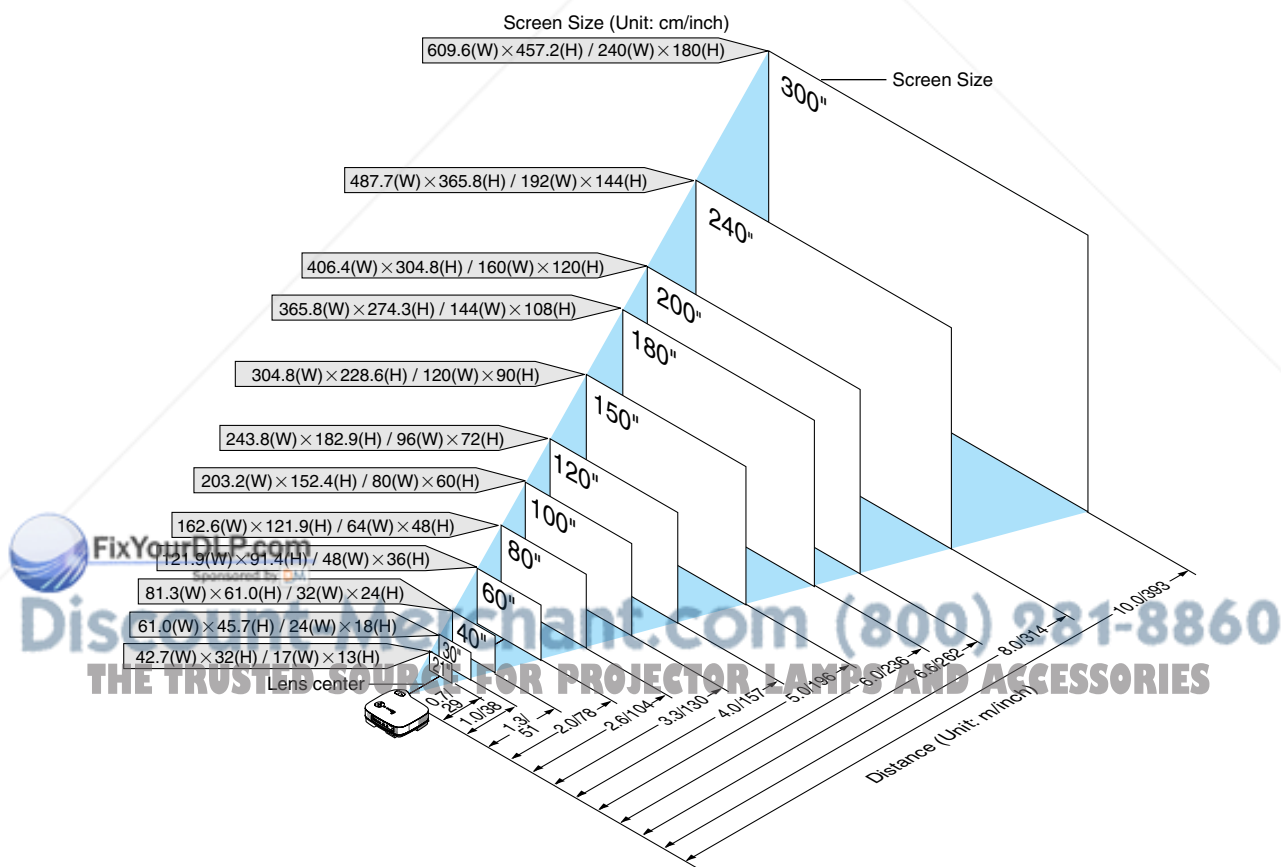 Screen Size (Unit: cm/inch)
609.6(W)×457.2(H) / 240(W)×180(H)
Screen Size
300"
487.7(W)×365.8(H) / 192(W)×144(H)
240"
406.4(W)×304.8(H) / 160(W)×120(H)
200"
365.8(W)×274.3(H) / 144(W)×108(H)
180"
304.8(W)×228.6(H) / 120(W)×90(H)
150"
243.8(W)×182.9(H) / 96(W)×72(H)
120"
203.2(W)×152.4(H) / 80(W)×60(H)
100"
162.6(W)×121.9(H) / 64(W)×48(H)
80"
FixYourDLP.com
121.9(W)×91.4(H) / 48(W)×36(H)
Sponsored by DM
60"
81.3(W)×61.0(H) / 32(W)×24(H)
Discount-Merchant.com (800) 281-8860
61.0(W)×45.7(H) / 24(W)×18(H)
40"
42.7(W)×32(H) / 17(W)×13(H)
30"
21"
THE TRUSTED SOURCE FOR PROJECTOR LAMPS AND ACCESSORIES
Lens center
0.7/
29
1.0/38
1.3/
51
2.0/78
2.6/104
3.3/130
4.0/157
5.0/196
6.0/236
6.6/262
8.0/314
10.0/393
Distance (Unit: m/inch)